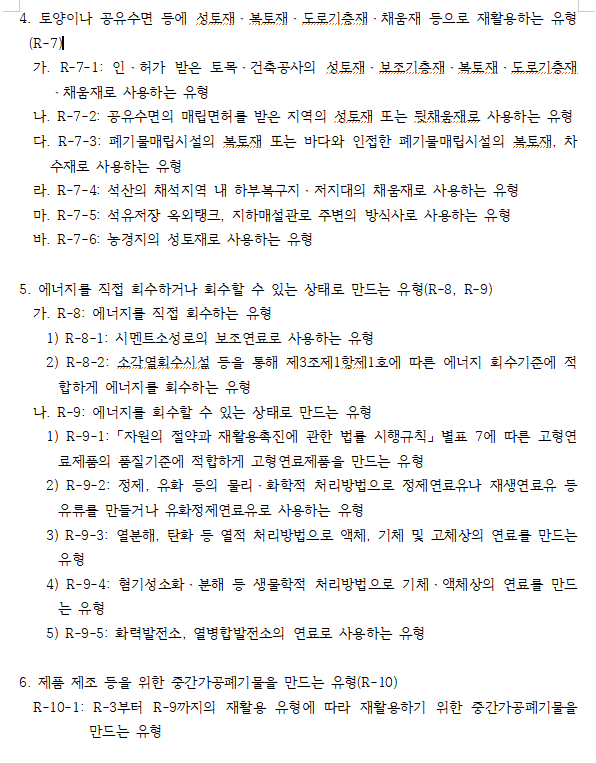 4. 토양이나 공유수면 등에 성토재ㆍ복토재ㆍ도로기층재ㆍ채움재 등으로 재활용하는 유형
(R-7)
가. R-7-1: 인ㆍ허가 받은 토목ㆍ건축공사의 성토재ㆍ보조기층재ㆍ복토재ㆍ도로기층재
ㆍ채움재로 사용하는 유형
나. R-7-2: 공유수면의 매립면허를 받은 지역의 성토재 또는 뒷채움재로 사용하는 유형
다. R-7-3: 폐기물매립시설의 복토재 또는 바다와 인접한 폐기물매립시설의 복토재, 차
수재로 사용하는 유형
라. R-7-4: 석산의 채석지역 내 하부복구지ㆍ저지대의 채움재로 사용하는 유형
마. R-7-5: 석유저장 옥외탱크, 지하매설관로 주변의 방식사로 사용하는 유형
바. R-7-6: 농경지의 성토재로 사용하는 유형
5. 에너지를 직접 회수하거나 회수할 수 있는 상태로 만드는 유형(R-8, R-9)
가. R-8: 에너지를 직접 회수하는 유형
1) R-8-1: 시멘트소성로의 보조연료로 사용하는 유형
2) R-8-2: 소각열회수시설 등을 통해 제3조제1항제1호에 따른 에너지 회수기준에 적
합하게 에너지를 회수하는 유형
나. R-9: 에너지를 회수할 수 있는 상태로 만드는 유형
1) R-9-1:「자원의 절약과 재활용촉진에 관한 법률 시행규칙」별표 7에 따른 고형연
료제품의 품질기준에 적합하게 고형연료제품을 만드는 유형
2) R-9-2: 정제, 유화 등의 물리ㆍ화학적 처리방법으로 정제연료유나 재생연료유 등
유류를 만들거나 유화정제연료유로 사용하는 유형
3) R-9-3: 열분해, 탄화 등 열적 처리방법으로 액체, 기체 및 고체상의 연료를 만드는
유형
4) R-9-4: 혐기성소화ㆍ분해 등 생물학적 처리방법으로 기체ㆍ액체상의 연료를 만드
는 유형
5) R-9-5: 화력발전소, 열병합발전소의 연료로 사용하는 유형
6. 제품 제조 등을 위한 중간가공폐기물을 만드는 유형(R-10)
R-10-1: R-3부터 R-9까지의 재활용 유형에 따라 재활용하기 위한 중간가공폐기물을
만드는 유형